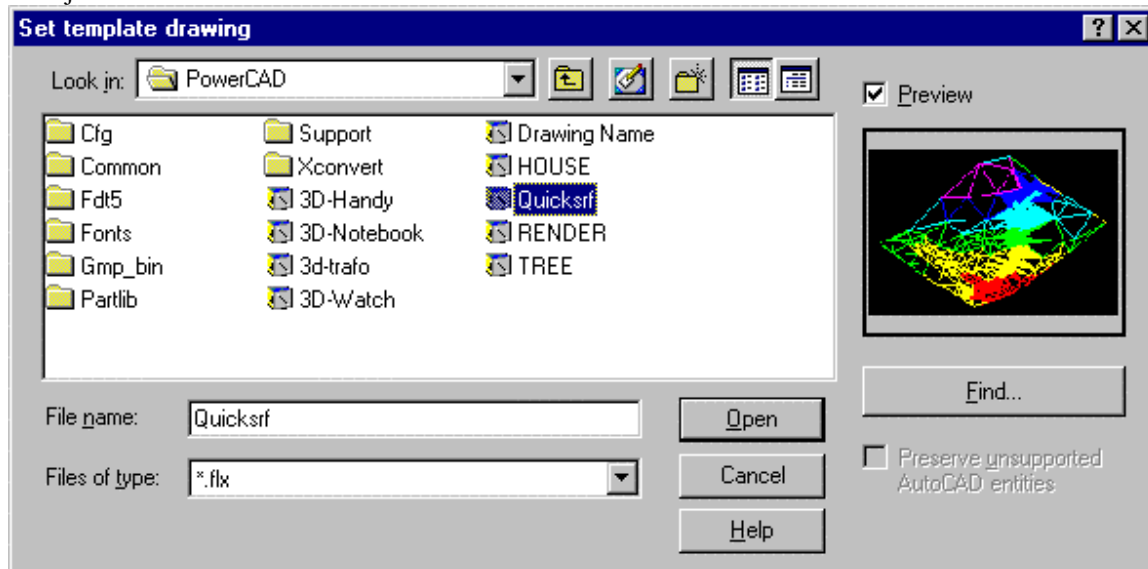 Set template drawing
Look in: PowerCAD
Preview
Cfg Support Drawing Name
Common Xconvert HOUSE
Fdt5 3D-Handy Quicksrf
Fonts 3D-Notebook RENDER
Gmp_bin 3d-trafo TREE
Partlib 3D-Watch
Find...
File name: Quicksrf Open
Files of type: *.flx Cancel
Preserve unsupported
AutoCAD entities
Help